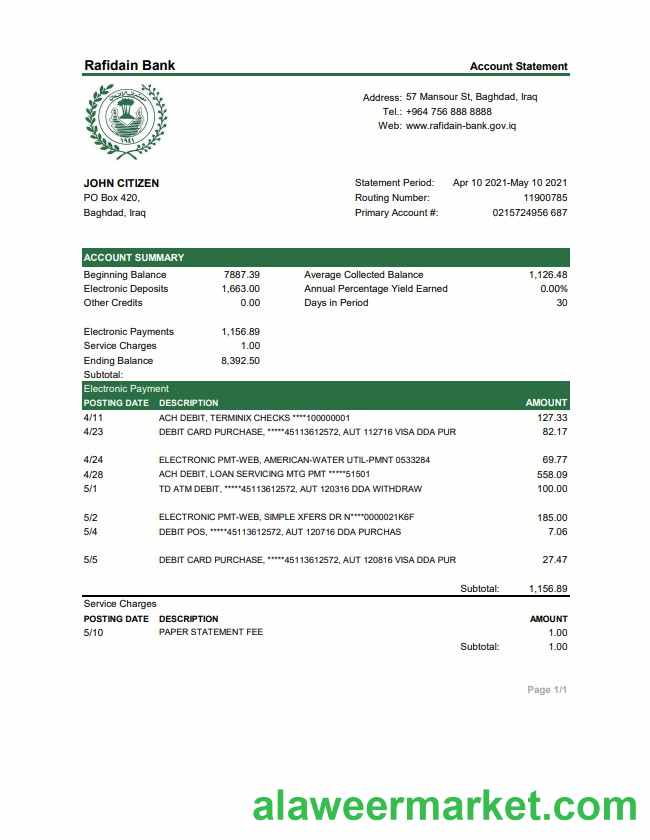 Rafidain Bank Account Statement
Address: 57 Mansour St, Baghdad, Iraq
Tel.: +964 756 888 8888
Web: www.rafidain-bank.gov.iq
١٩٤١
JOHN CITIZEN
PO Box 420,
Baghdad, Iraq
Statement Period: Apr 10 2021-May 10 2021
Routing Number: 11900785
Primary Account #: 0215724956 687
ACCOUNT SUMMARY
Beginning Balance 7887.39 Average Collected Balance 1,126.48
Electronic Deposits 1,663.00 Annual Percentage Yield Earned 0.00%
Other Credits 0.00 Days in Period 30
Electronic Payments 1,156.89
Service Charges 1.00
Ending Balance 8,392.50
Subtotal:
Electronic Payment
POSTING DATE DESCRIPTION AMOUNT
4/11 ACH DEBIT, TERMINIX CHECKS ****100000001 127.33
4/23 DEBIT CARD PURCHASE, *****45113612572, AUT 112716 VISA DDA PUR 82.17
4/24 ELECTRONIC PMT-WEB, AMERICAN-WATER UTIL-PMNT 0533284 69.77
4/28 ACH DEBIT, LOAN SERVICING MTG PMT *****51501 558.09
5/1 TD ATM DEBIT, *****45113612572, AUT 120316 DDA WITHDRAW 100.00
5/2 ELECTRONIC PMT-WEB, SIMPLE XFERS DR N****0000021K6F 185.00
5/4 DEBIT POS, *****45113612572, AUT 120716 DDA PURCHAS 7.06
5/5 DEBIT CARD PURCHASE, *****45113612572, AUT 120816 VISA DDA PUR 27.47
Subtotal: 1,156.89
Service Charges
POSTING DATE DESCRIPTION AMOUNT
5/10 PAPER STATEMENT FEE 1.00
Subtotal: 1.00
Page 1/1
alaweermarket.com